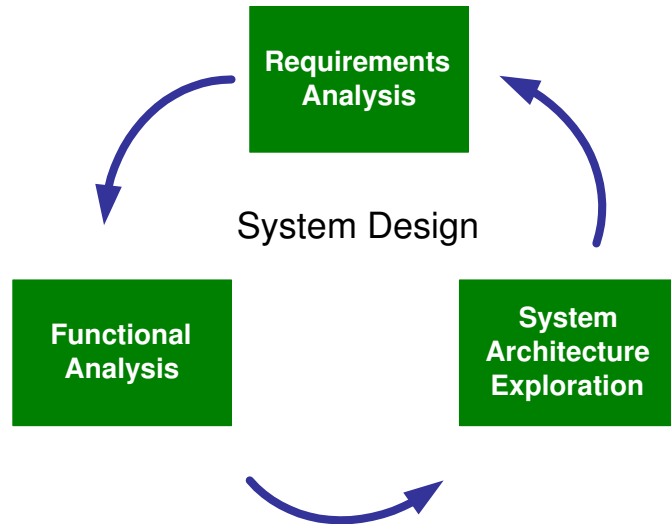 Requirements
Analysis
System Design
Functional
Analysis
System
Architecture
Exploration